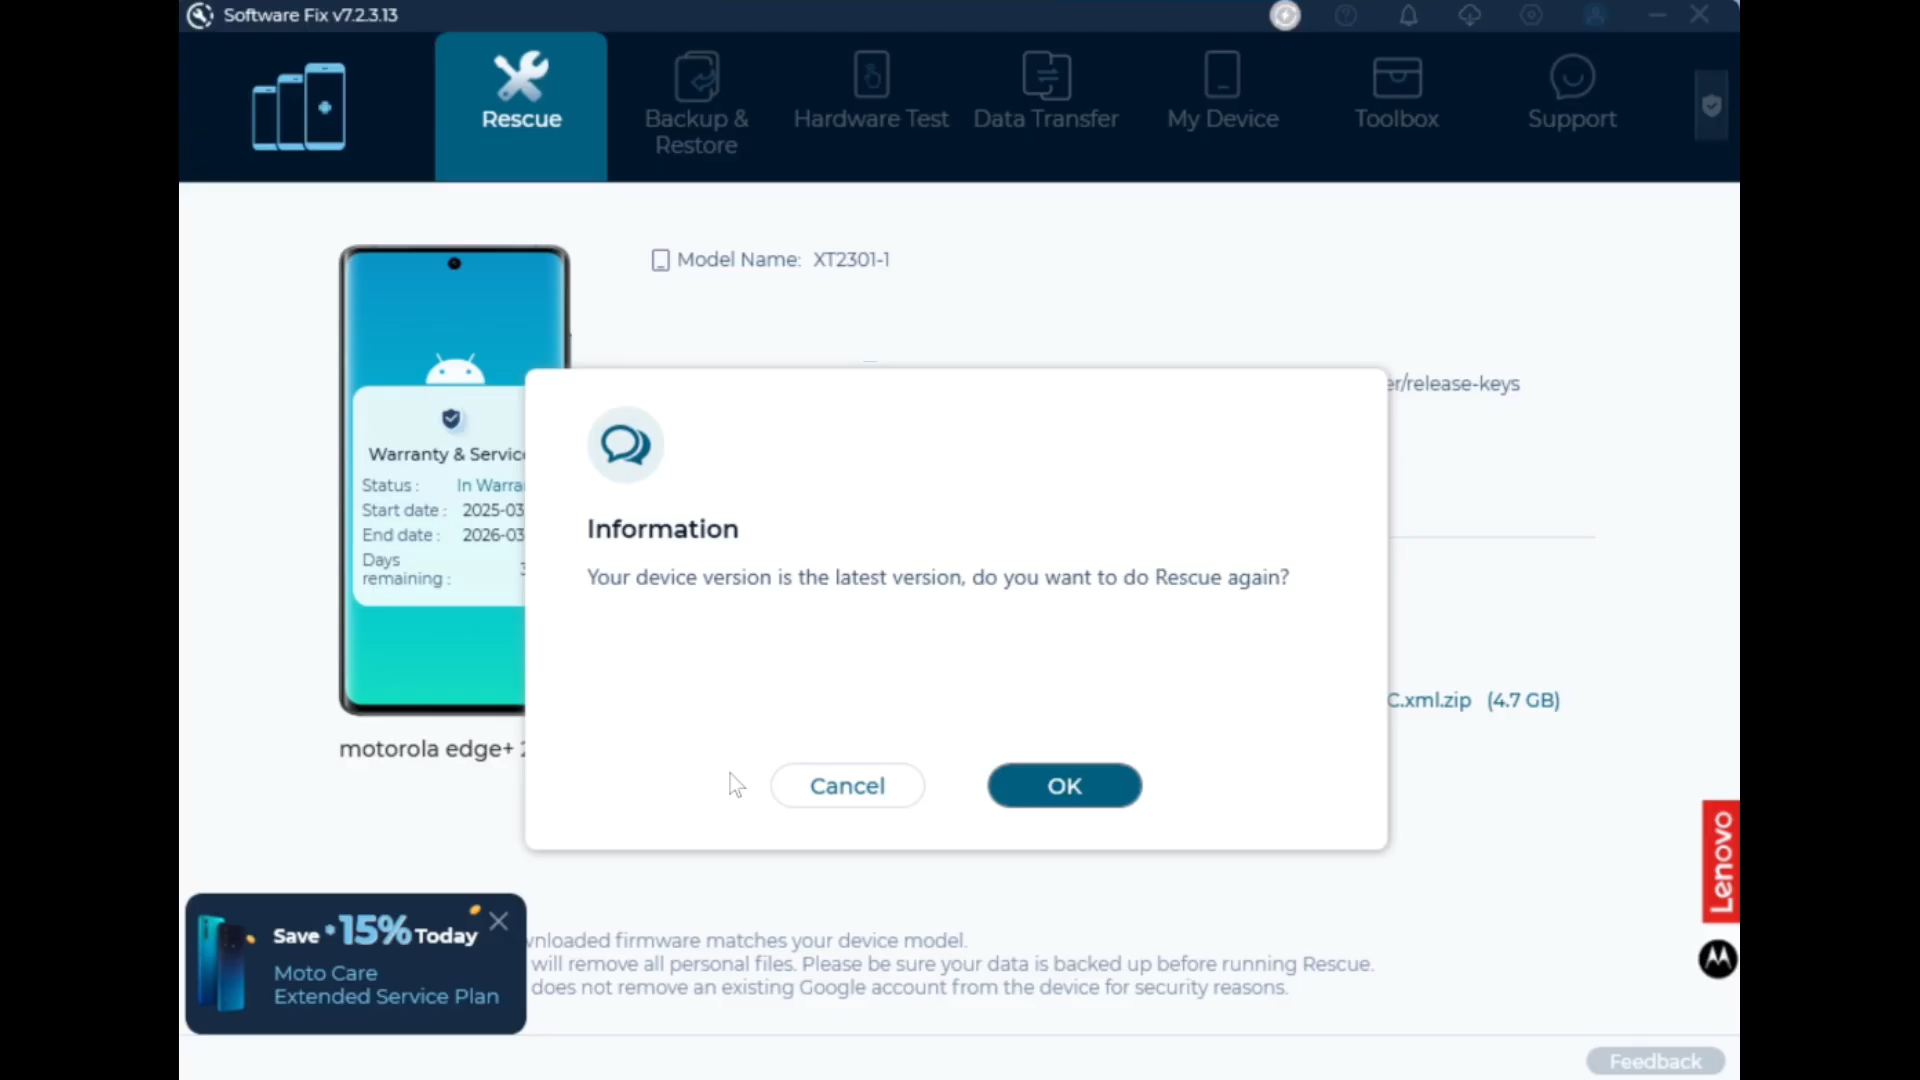 Software Fix v7.2.3.13
Rescue
Backup &
Restore
Hardware Test
Data Transfer
My Device
Toolbox
Support
Model Name: XT2301-1
er/release-keys
Warranty & Service
Status : In Warra
Start date : 2025-03
End date : 2026-03
Days
remaining :
motorola edge+
Information
Your device version is the latest version, do you want to do Rescue again?
Cancel
OK
C.xml.zip (4.7 GB)
Lenovo
Save 15% Today
Moto Care
Extended Service Plan
wnloaded firmware matches your device model.
will remove all personal files. Please be sure your data is backed up before running Rescue.
does not remove an existing Google account from the device for security reasons.
Feedback